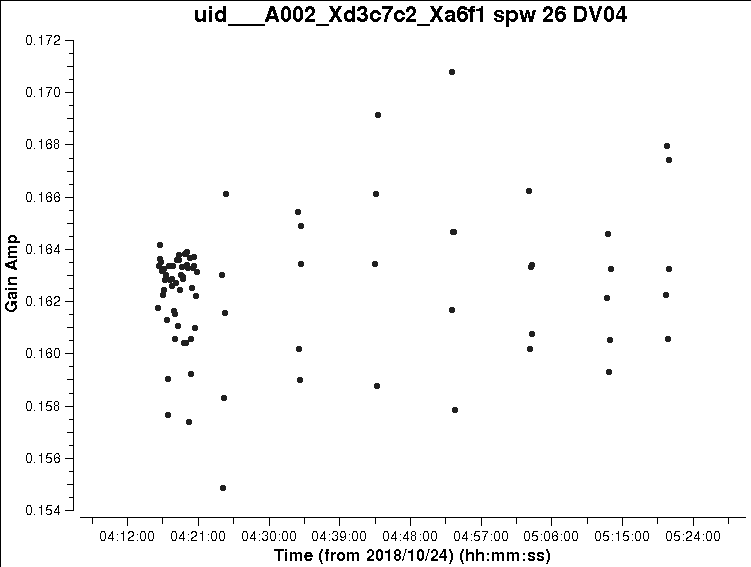 uid___A002_Xd3c7c2_Xa6f1 spw 26 DV04
0.172
0.170
0.168
0.166
0.164
0.162
0.160
0.158
0.156
0.154
Gain Amp
04:12:00 04:21:00 04:30:00 04:39:00 04:48:00 04:57:00 05:06:00 05:15:00 05:24:00
Time (from 2018/10/24) (hh:mm:ss)